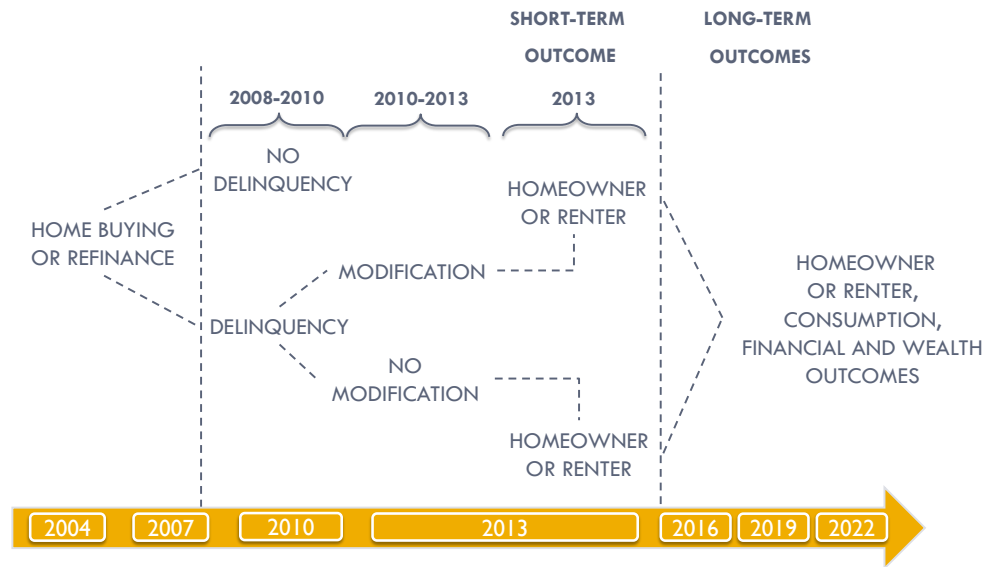 SHORT-TERM
OUTCOME
LONG-TERM
OUTCOMES
2008-2010
2010-2013
2013
NO
DELINQUENCY
HOMEOWNER
OR RENTER
HOME BUYING
OR REFINANCE
MODIFICATION
DELINQUENCY
NO
MODIFICATION
HOMEOWNER
OR RENTER
HOMEOWNER
OR RENTER,
CONSUMPTION,
FINANCIAL AND WEALTH
OUTCOMES
2004
2007
2010
2013
2016
2019
2022